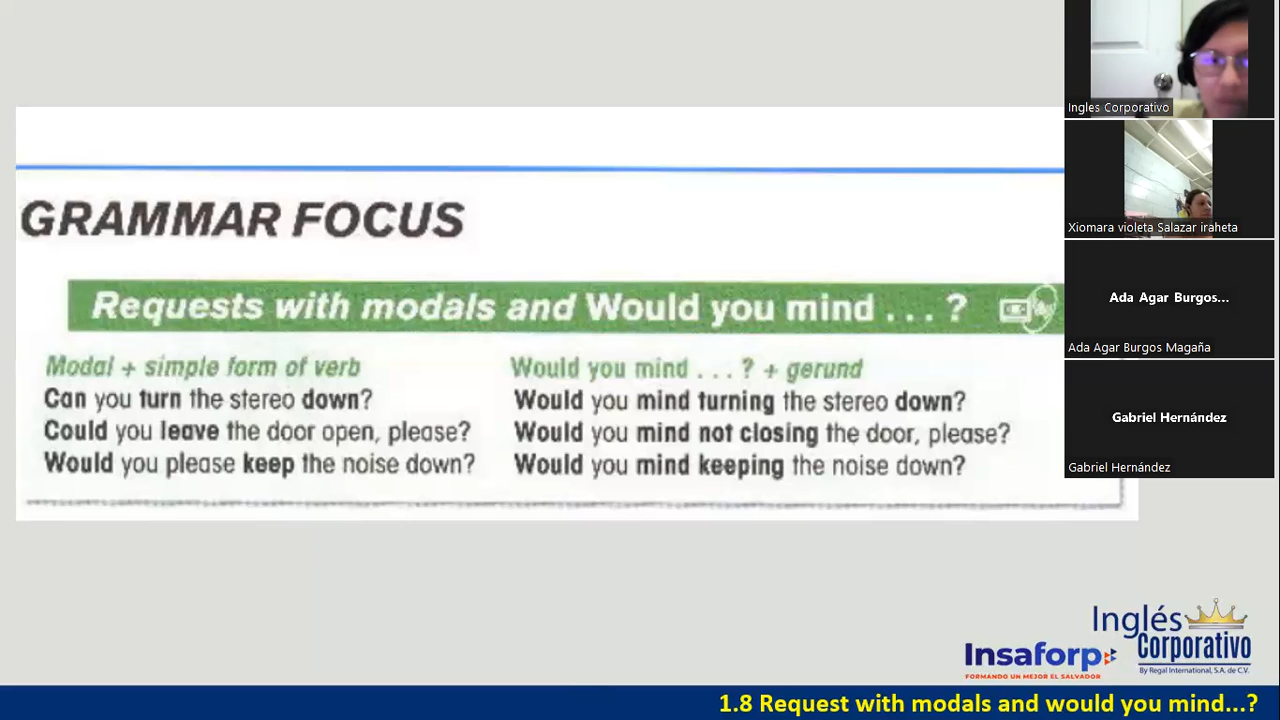 GRAMMAR FOCUS
Requests with modals and Would you mind . . . ?
Modal + simple form of verb
Can you turn the stereo down?
Could you leave the door open, please?
Would you please keep the noise down?
Would you mind . . . ? + gerund
Would you mind turning the stereo down?
Would you mind not closing the door, please?
Would you mind keeping the noise down?
Ingles Corporativo
Xiomara violeta Salazar iraheta
Ada Agar Burgos...
Ada Agar Burgos Magaña
Gabriel Hernández
Gabriel Hernández
Insaforp
FORMANDO UN MEJOR EL SALVADOR
Inglés
Corporativo
By Regal International, S.A. de C.V.
1.8 Request with modals and would you mind...?